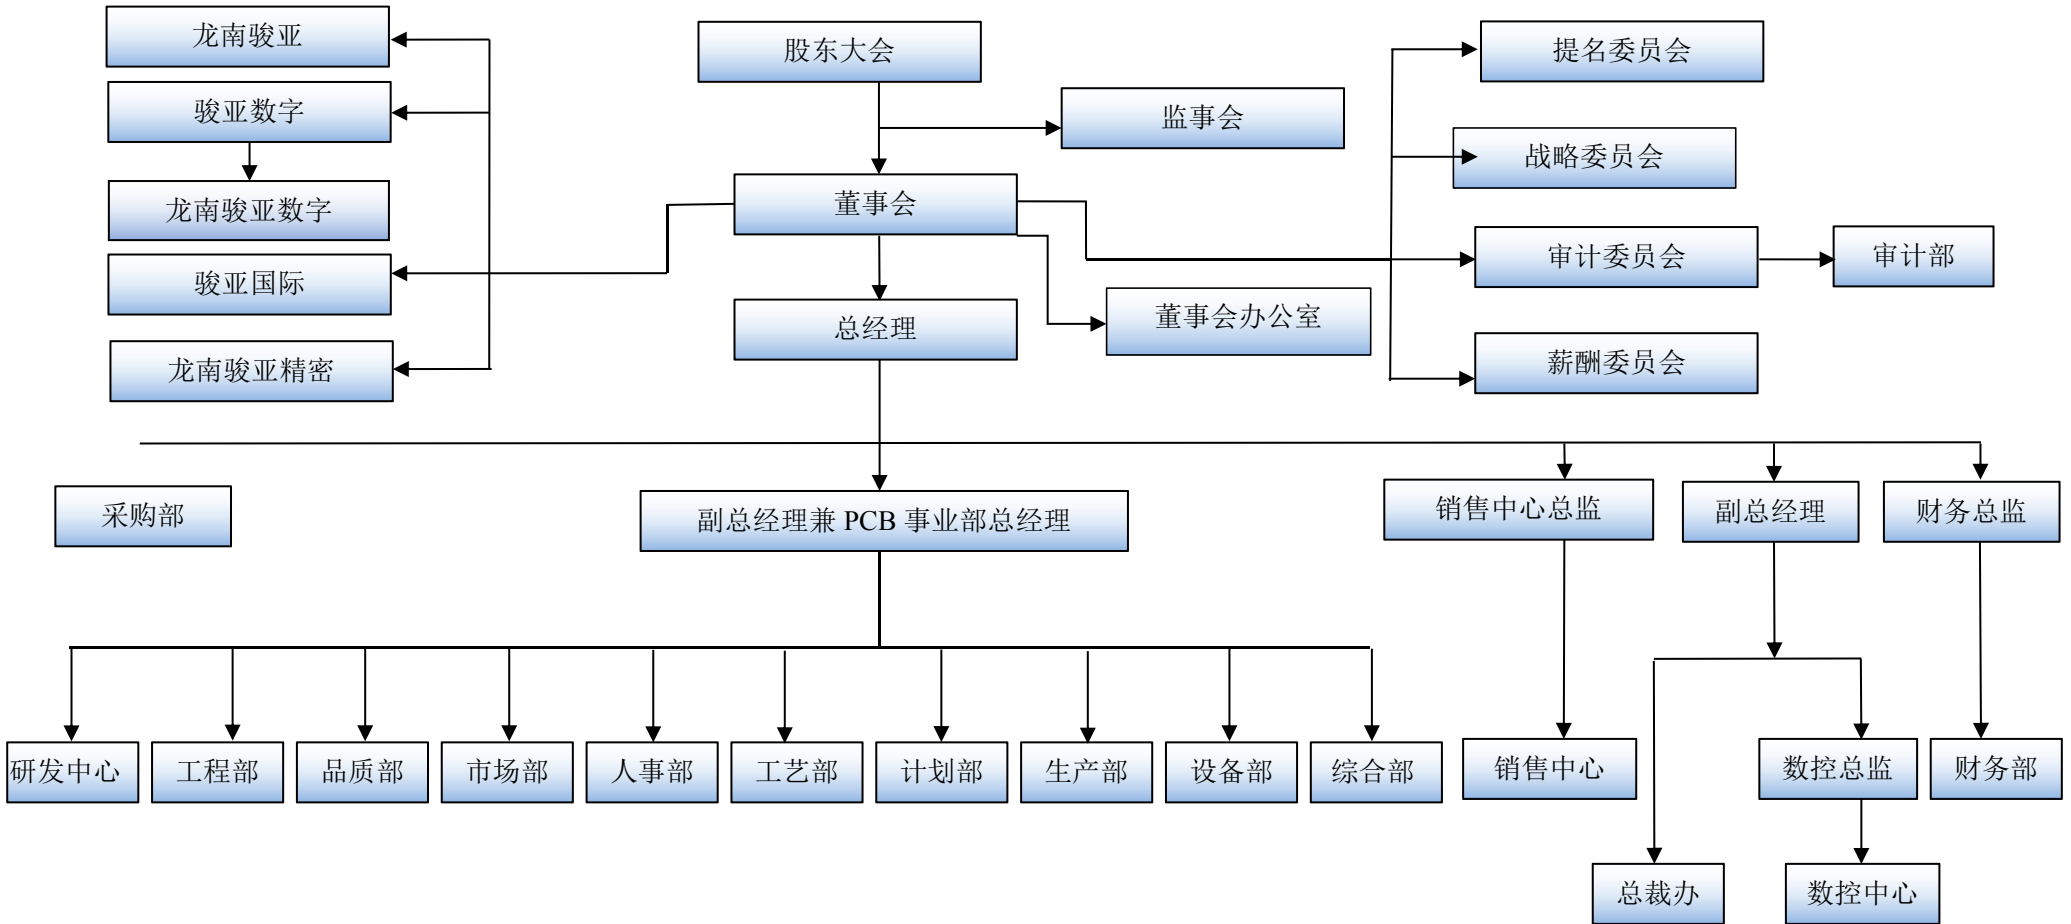 龙南骏亚
股东大会
提名委员会
骏亚数字
监事会
战略委员会
龙南骏亚数字
董事会
审计委员会
审计部
骏亚国际
总经理
董事会办公室
龙南骏亚精密
薪酬委员会
采购部
副总经理兼 PCB 事业部总经理
销售中心总监
副总经理
财务总监
研发中心
工程部
品质部
市场部
人事部
工艺部
计划部
生产部
设备部
综合部
销售中心
数控总监
财务部
总裁办
数控中心